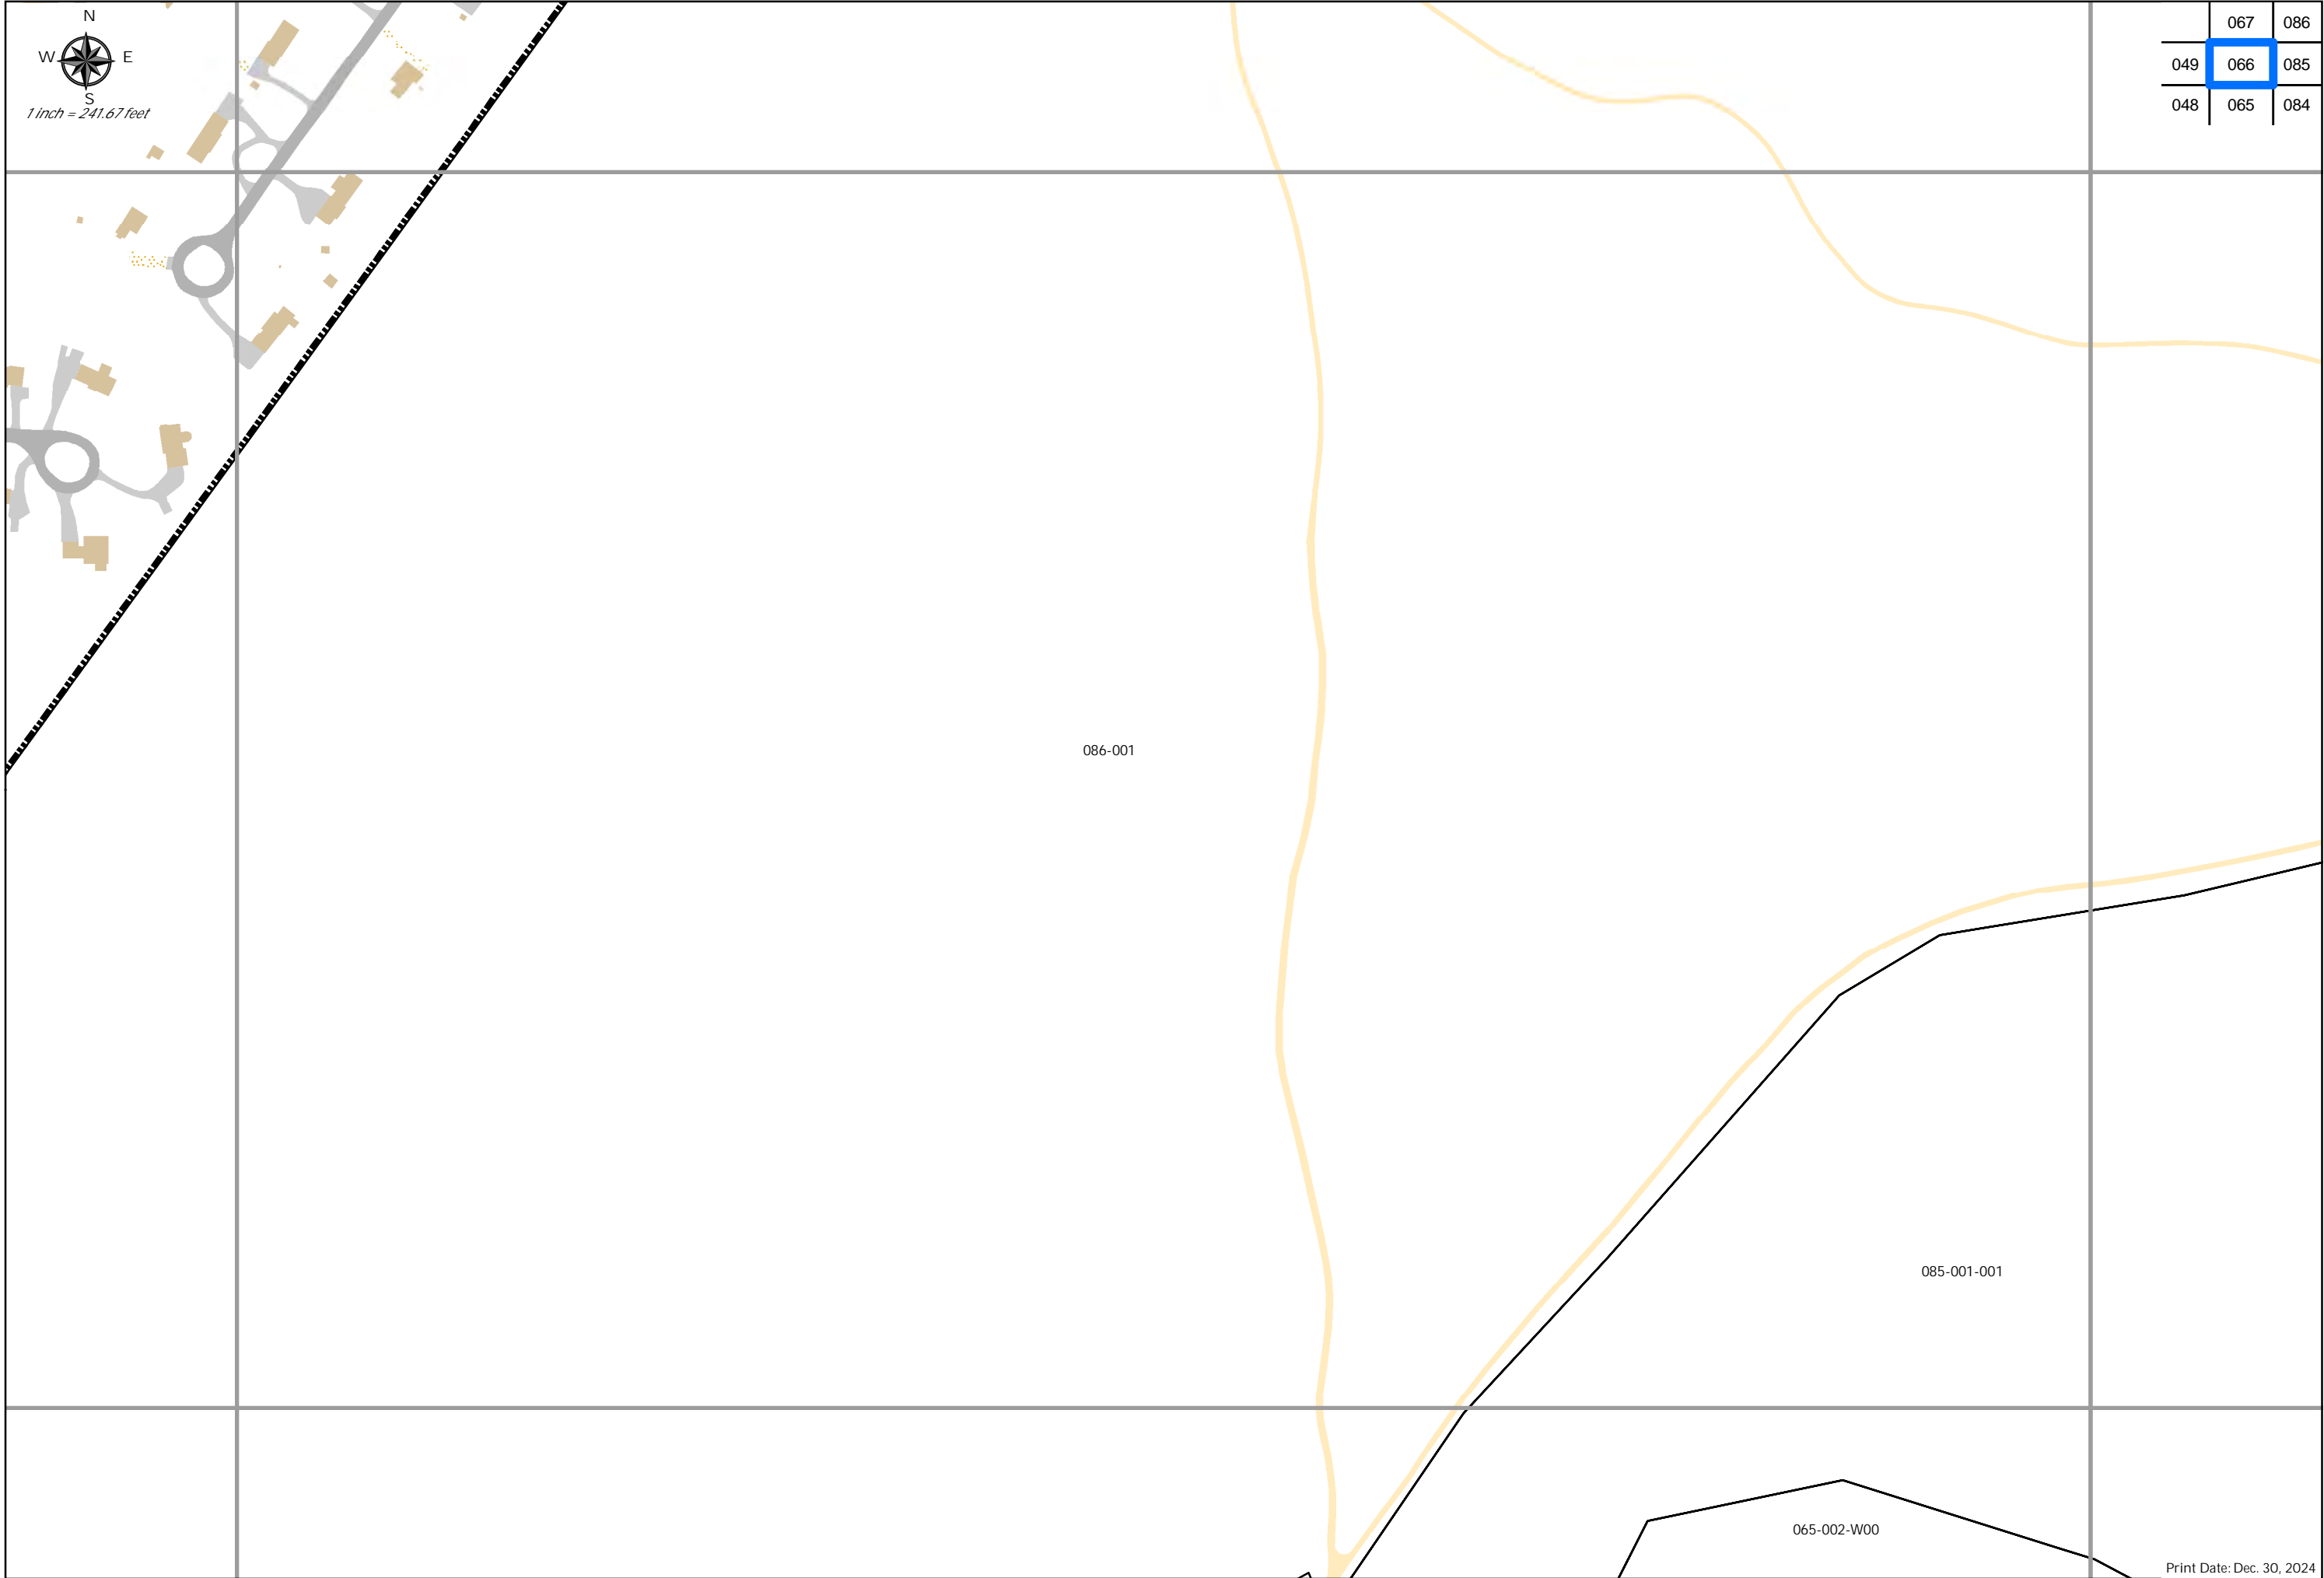 N
W E
S
1 inch = 241.67 feet
067 086
049 066 085
048 065 084
086-001
085-001-001
065-002-W00
Print Date: Dec. 30, 2024